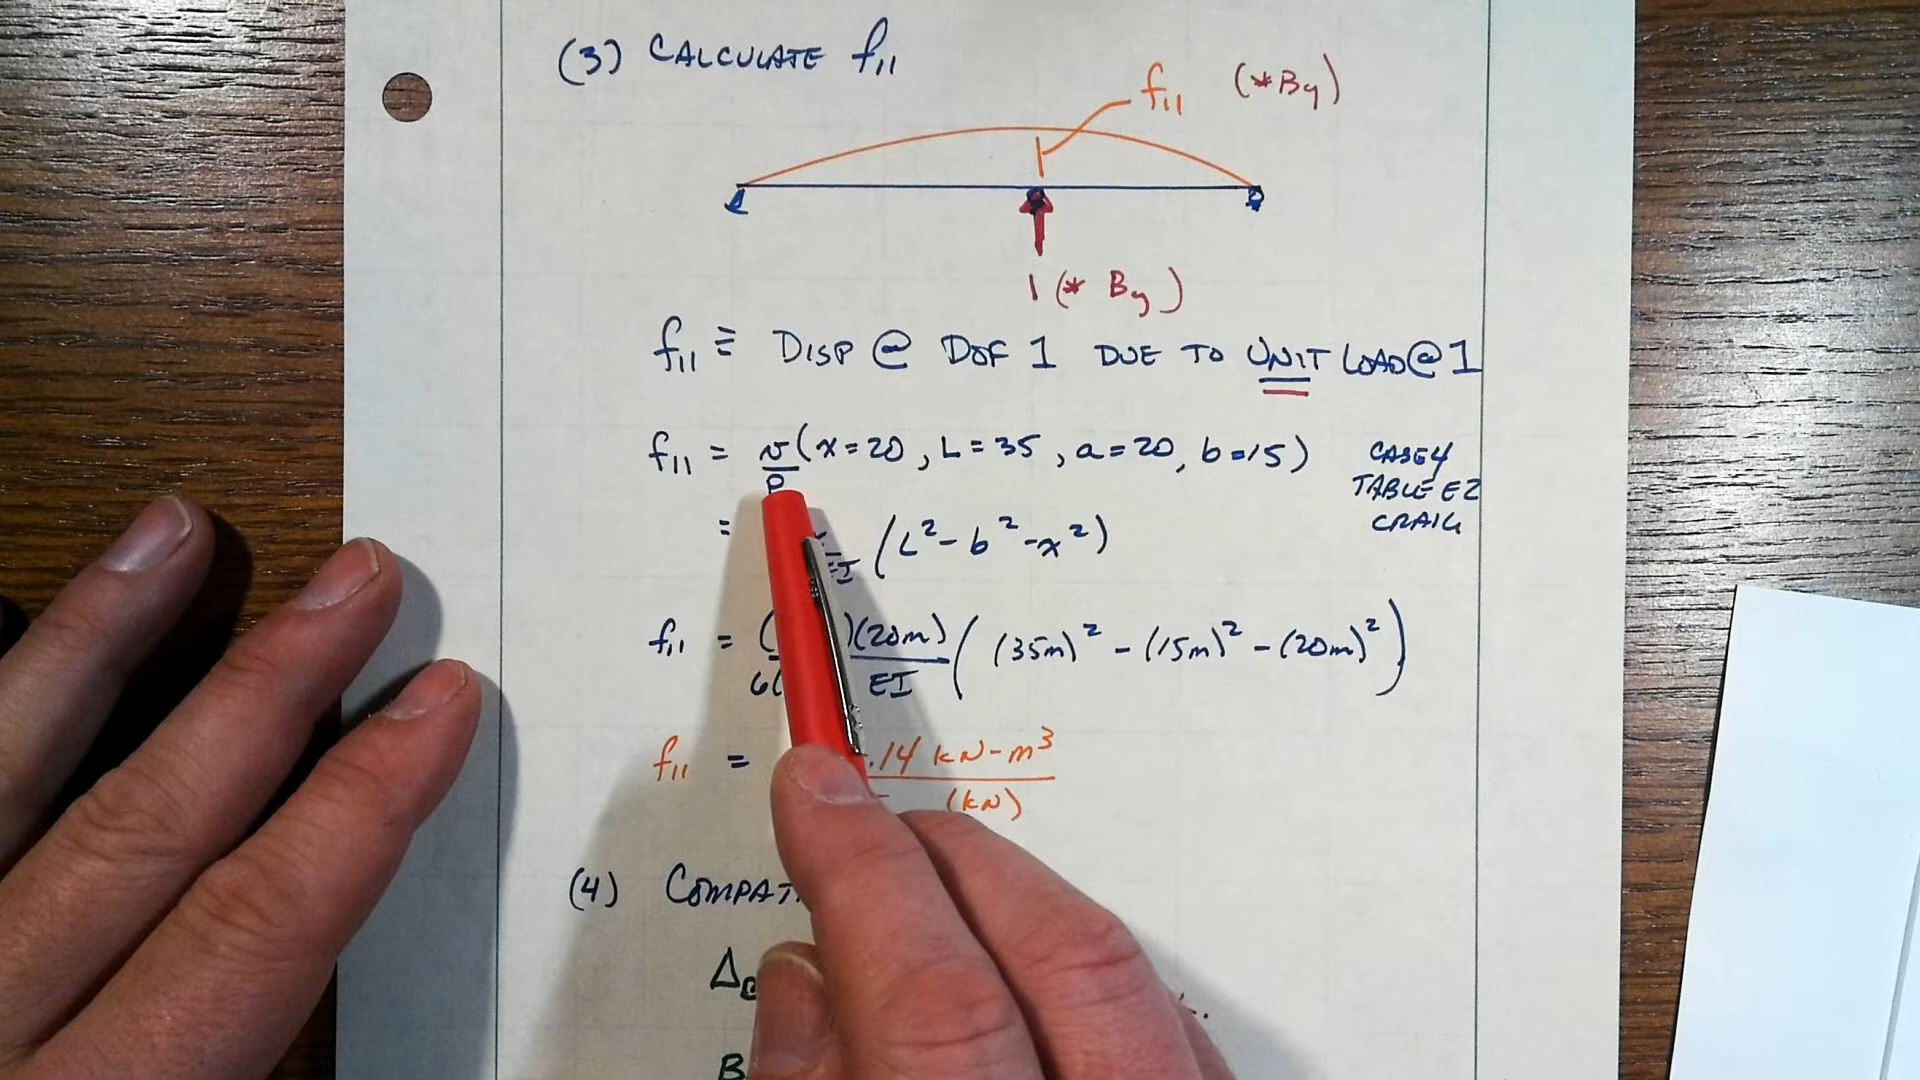 (3) CALCULATE f11
f11 (*By)
1 (* By)
f11 ≡ DISP @ DOF 1 DUE TO UNIT LOAD @ 1
f11 = v/P (x=20, L=35, a=20, b=15)
CASE 4
TABLE E2
CRAIG
= (L² - b² - x²)
f11 = ( )(20m) / 6( EI ( (35m)² - (15m)² - (20m)² )
f11 = .14 kN-m³ / (kN)
(4) COMPAT
Δ
B